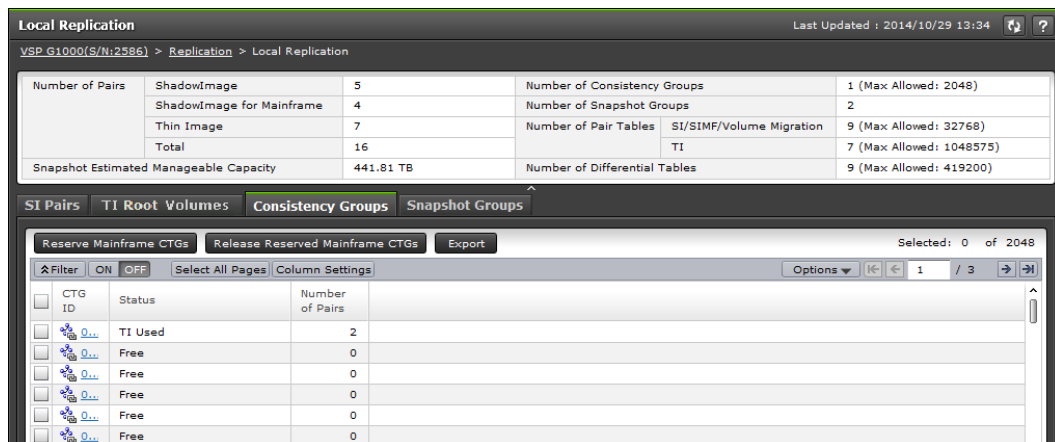 Local Replication
Last Updated : 2014/10/29 13:34
?
VSP G1000(S/N:2586) > Replication > Local Replication
Number of Pairs ShadowImage 5 Number of Consistency Groups 1 (Max Allowed: 2048)
ShadowImage for Mainframe 4 Number of Snapshot Groups 2
Thin Image 7 Number of Pair Tables SI/SIMF/Volume Migration 9 (Max Allowed: 32768)
Total 16 TI 7 (Max Allowed: 1048575)
Snapshot Estimated Manageable Capacity 441.81 TB Number of Differential Tables 9 (Max Allowed: 419200)
SI Pairs TI Root Volumes Consistency Groups Snapshot Groups
Reserve Mainframe CTGs Release Reserved Mainframe CTGs Export Selected: 0 of 2048
Filter ON OFF Select All Pages Column Settings Options 1 / 3
CTG ID Status Number of Pairs
0... TI Used 2
0... Free 0
0... Free 0
0... Free 0
0... Free 0
0... Free 0